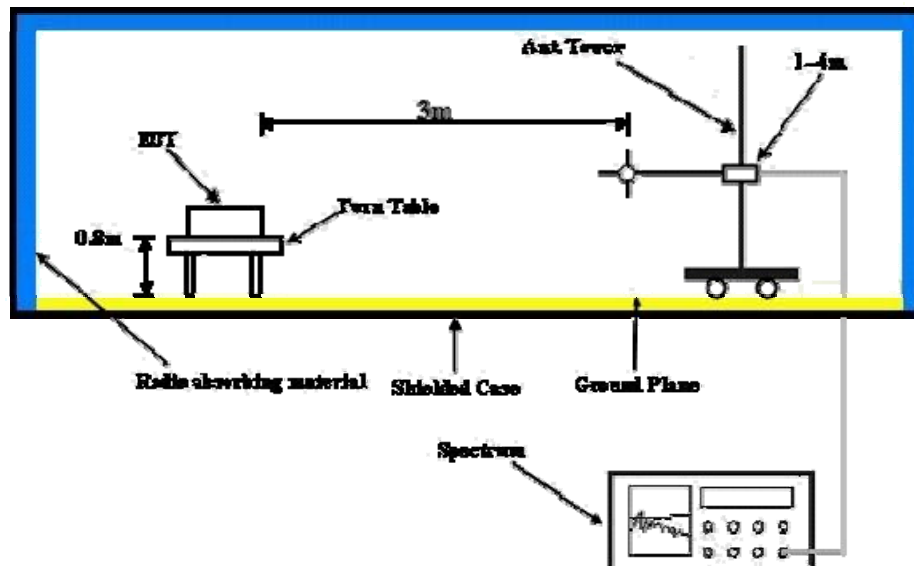 Ant. Tower
1-4m
3m
EUT
Turn Table
0.8m
Radio absorbing material
Shielded Case
Ground Plane
Spectrum